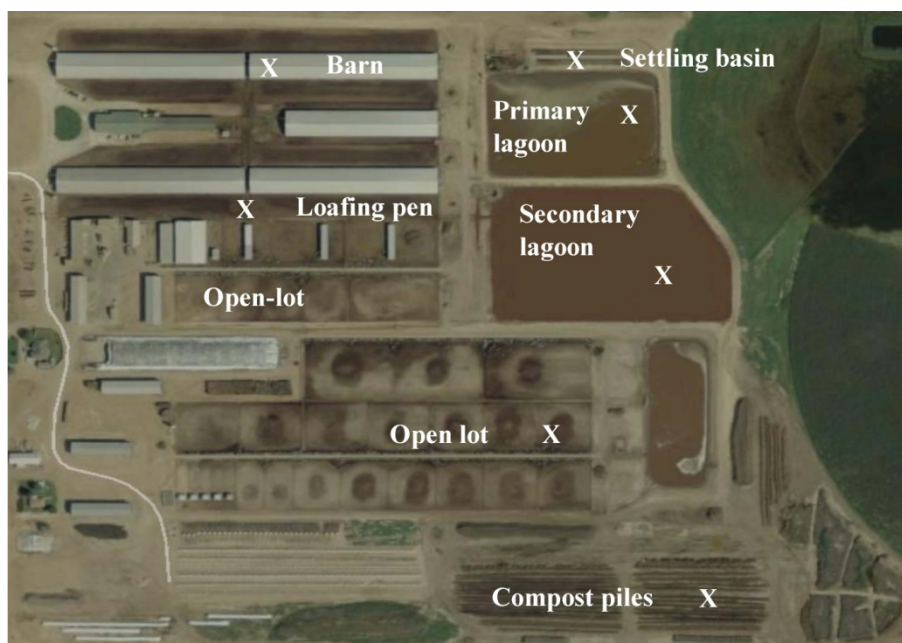 X Barn
X Settling basin
Primary
lagoon
X
X Loafing pen
Secondary
lagoon
X
Open-lot
Open lot X
Compost piles X